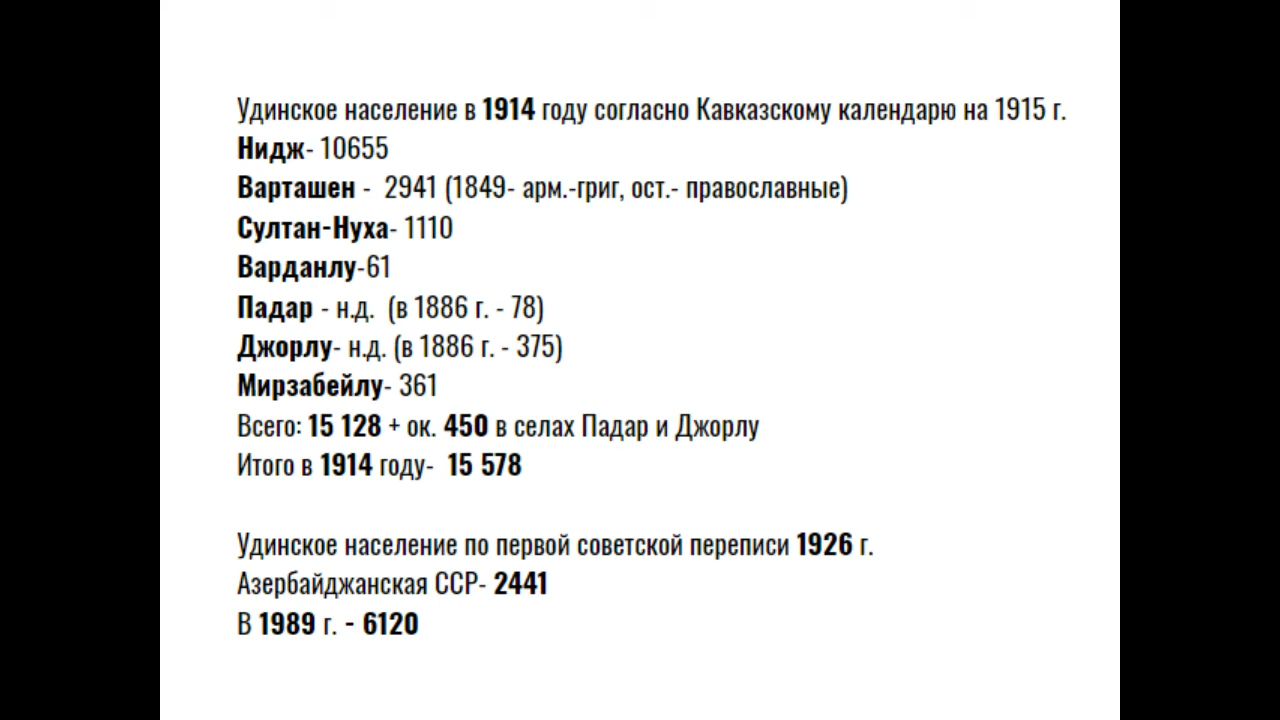 Удинское население в 1914 году согласно Кавказскому календарю на 1915 г.
Нидж- 10655
Варташен - 2941 (1849- арм.-григ, ост.- православные)
Султан-Нуха- 1110
Варданлу-61
Падар - н.д. (в 1886 г. - 78)
Джорлу- н.д. (в 1886 г. - 375)
Мирзабейлу- 361
Всего: 15 128 + ок. 450 в селах Падар и Джорлу
Итого в 1914 году- 15 578
Удинское население по первой советской переписи 1926 г.
Азербайджанская ССР- 2441
В 1989 г. - 6120